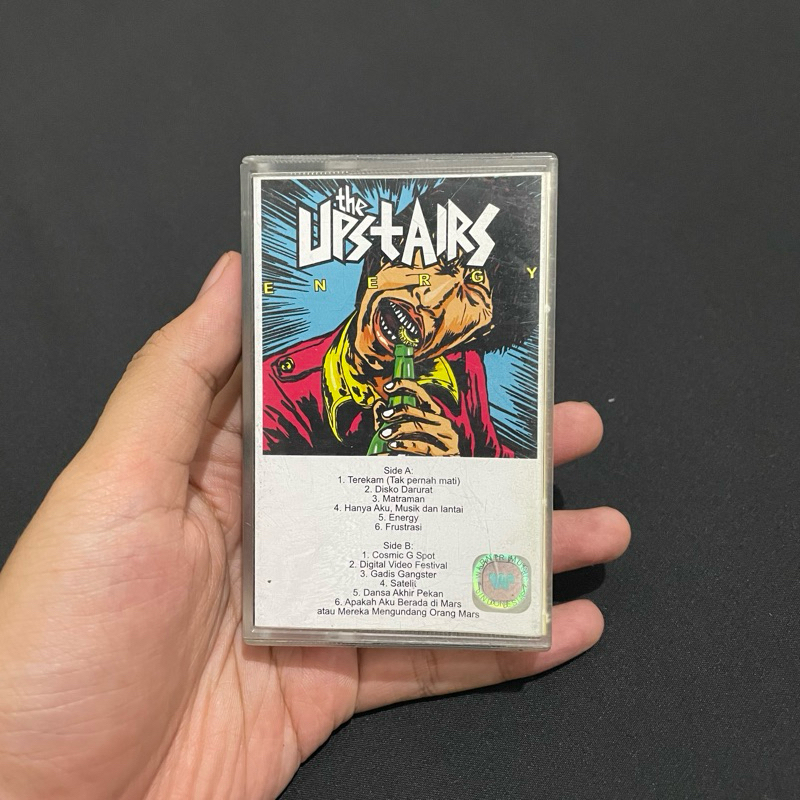 the
UPSTAIRS
ENERGY
Side A:
1. Terekam (Tak pernah mati)
2. Disko Darurat
3. Matraman
4. Hanya Aku, Musik dan lantai
5. Energy
6. Frustrasi
Side B:
1. Cosmic G Spot
2. Digital Video Festival
3. Gadis Gangster
4. Satelit
5. Dansa Akhir Pekan
6. Apakah Aku Berada di Mars
atau Mereka Mengundang Orang Mars